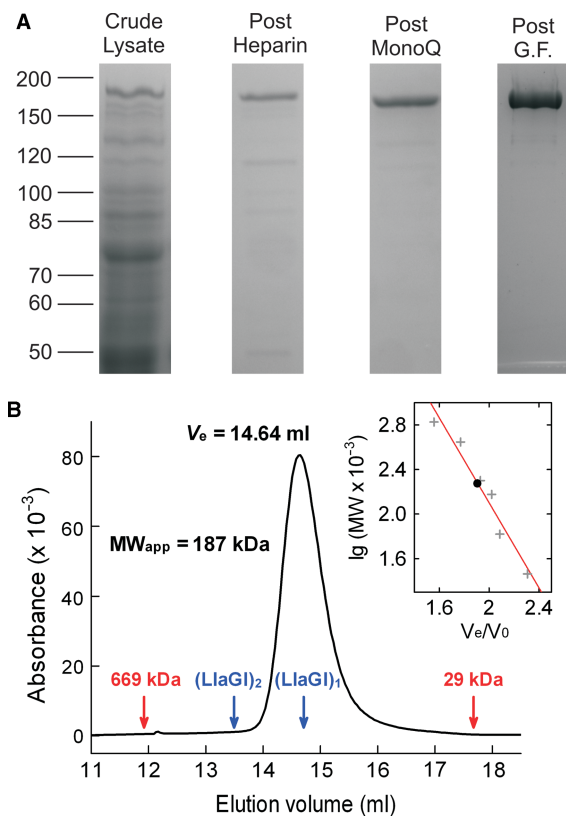 A
Crude
Lysate
Post
Heparin
Post
MonoQ
Post
G.F.
200
150
120
100
85
70
60
50
B
Vₑ = 14.64 ml
MWₐₚₚ = 187 kDa
Absorbance (x 10⁻³)
80
60
40
20
0
669 kDa
(LlaGI)₂
(LlaGI)₁
29 kDa
11 12 13 14 15 16 17 18
Elution volume (ml)
lg (MW x 10⁻³)
2.8
2.4
2.0
1.6
1.6 2 2.4
Vₑ/V₀